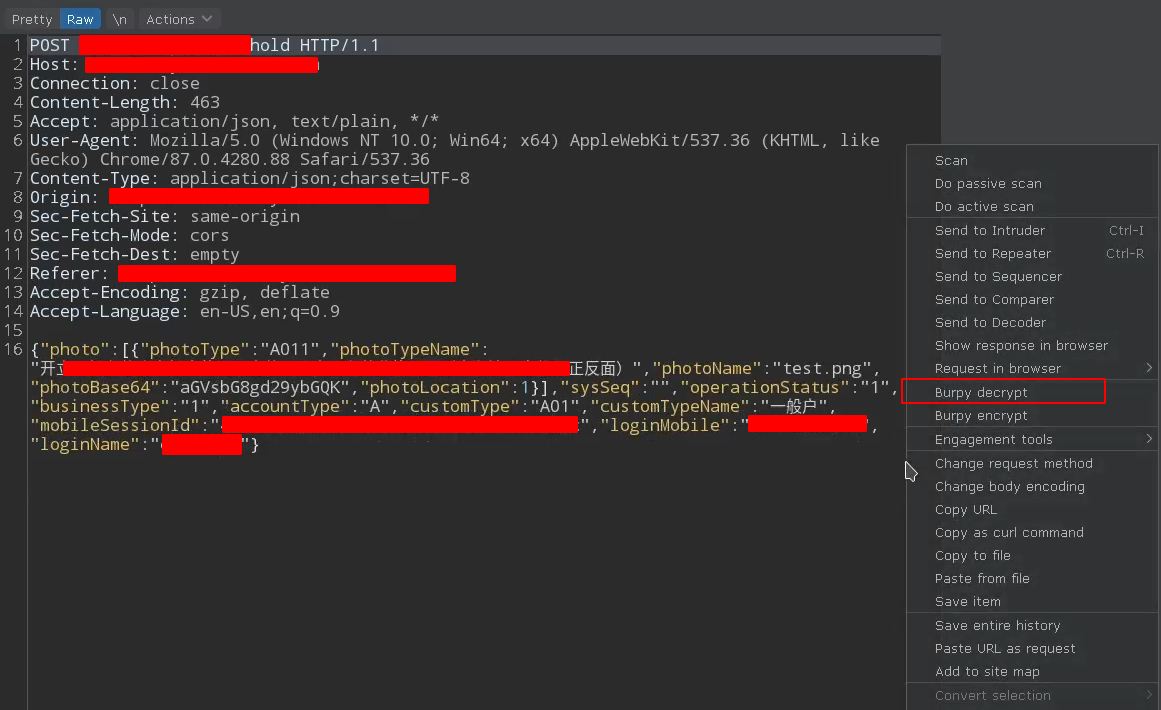 Pretty Raw \n Actions
1 POST hold HTTP/1.1
2 Host:
3 Connection: close
4 Content-Length: 463
5 Accept: application/json, text/plain, */*
6 User-Agent: Mozilla/5.0 (Windows NT 10.0; Win64; x64) AppleWebKit/537.36 (KHTML, like
Gecko) Chrome/87.0.4280.88 Safari/537.36
7 Content-Type: application/json;charset=UTF-8
8 Origin:
9 Sec-Fetch-Site: same-origin
10 Sec-Fetch-Mode: cors
11 Sec-Fetch-Dest: empty
12 Referer:
13 Accept-Encoding: gzip, deflate
14 Accept-Language: en-US,en;q=0.9
15
16 {"photo":[{"photoType":"A011","photoTypeName":
"开立 正反面）","photoName":"test.png",
"photoBase64":"aGVsbG8gd29ybGQK","photoLocation":1}],"sysSeq":"","operationStatus":"1",
"businessType":"1","accountType":"A","customType":"A01","customTypeName":"一般户",
"mobileSessionId":" ","loginMobile":" ",
"loginName":" "}
Scan
Do passive scan
Do active scan
Send to Intruder Ctrl-I
Send to Repeater Ctrl-R
Send to Sequencer
Send to Comparer
Send to Decoder
Show response in browser
Request in browser
Burpy decrypt
Burpy encrypt
Engagement tools
Change request method
Change body encoding
Copy URL
Copy as curl command
Copy to file
Paste from file
Save item
Save entire history
Paste URL as request
Add to site map
Convert selection